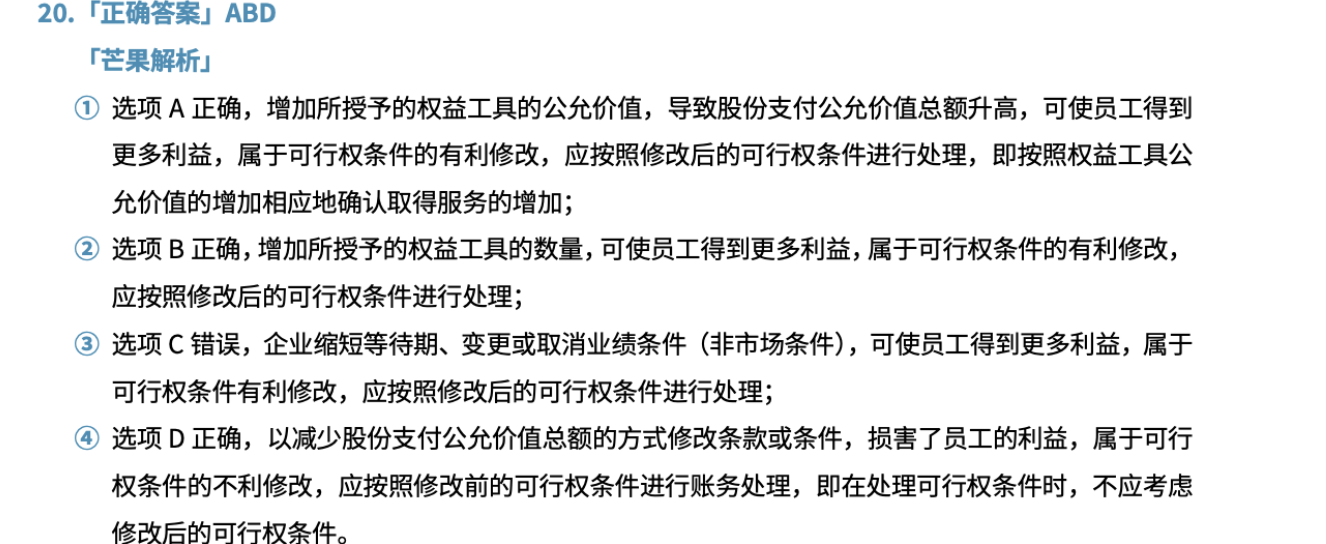 20.「正确答案」ABD
「芒果解析」
① 选项 A 正确，增加所授予的权益工具的公允价值，导致股份支付公允价值总额升高，可使员工得到
更多利益，属于可行权条件的有利修改，应按照修改后的可行权条件进行处理，即按照权益工具公
允价值的增加相应地确认取得服务的增加；
② 选项 B 正确，增加所授予的权益工具的数量，可使员工得到更多利益，属于可行权条件的有利修改，
应按照修改后的可行权条件进行处理；
③ 选项 C 错误，企业缩短等待期、变更或取消业绩条件（非市场条件），可使员工得到更多利益，属于
可行权条件有利修改，应按照修改后的可行权条件进行处理；
④ 选项 D 正确，以减少股份支付公允价值总额的方式修改条款或条件，损害了员工的利益，属于可行
权条件的不利修改，应按照修改前的可行权条件进行账务处理，即在处理可行权条件时，不应考虑
修改后的可行权条件。